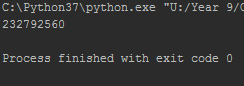 C:\Python37\python.exe "U:/Year 9/
232792560
Process finished with exit code 0